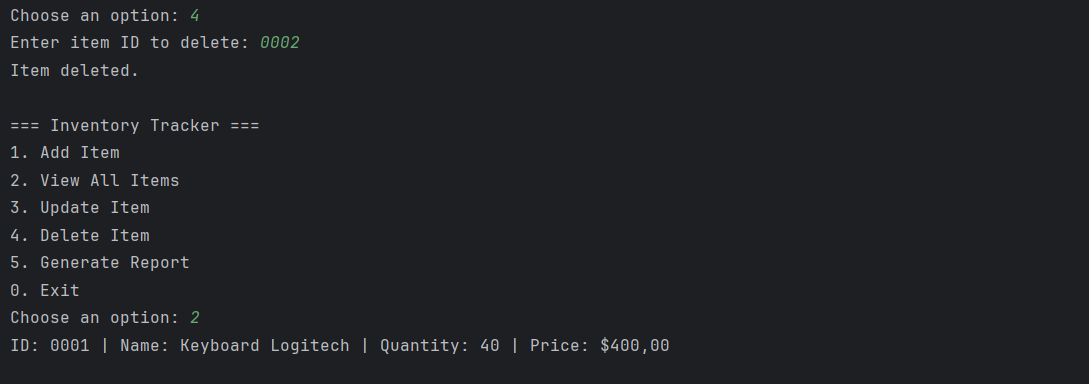 Choose an option: 4
Enter item ID to delete: 0002
Item deleted.
=== Inventory Tracker ===
1. Add Item
2. View All Items
3. Update Item
4. Delete Item
5. Generate Report
0. Exit
Choose an option: 2
ID: 0001 | Name: Keyboard Logitech | Quantity: 40 | Price: $400,00